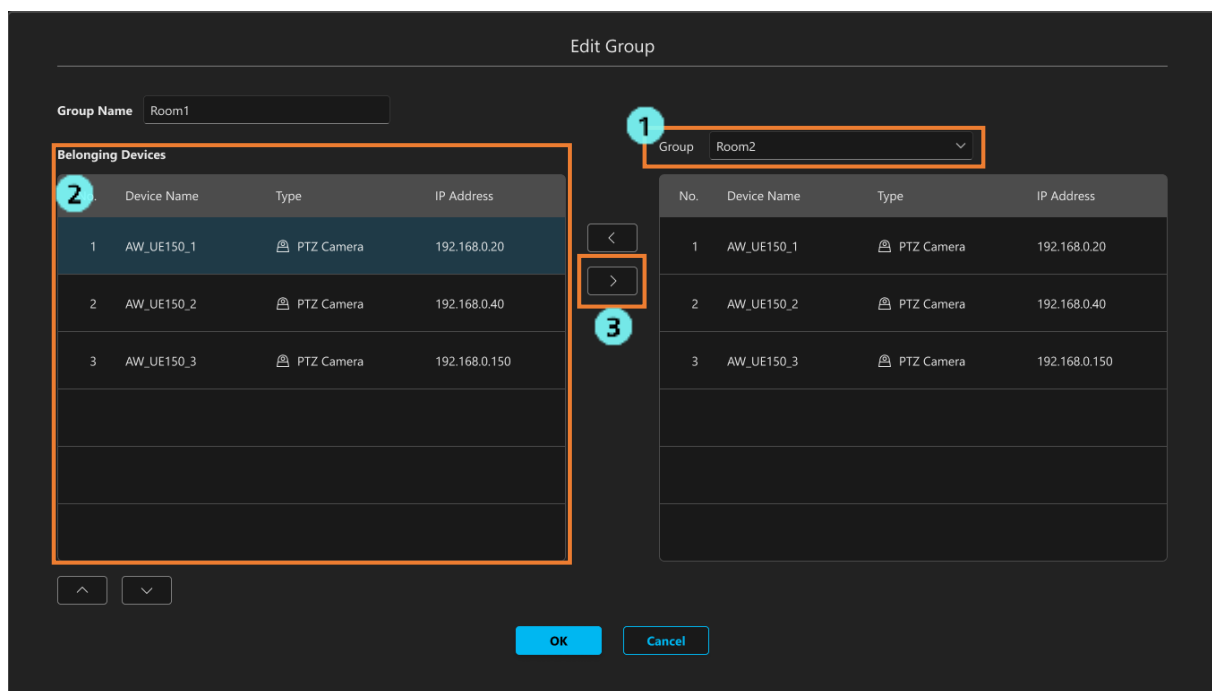 Edit Group
Group Name Room1
1
Group Room2
Belonging Devices
2 . Device Name Type IP Address
1 AW_UE150_1 PTZ Camera 192.168.0.20
2 AW_UE150_2 PTZ Camera 192.168.0.40
3 AW_UE150_3 PTZ Camera 192.168.0.150
<
>
3
No. Device Name Type IP Address
1 AW_UE150_1 PTZ Camera 192.168.0.20
2 AW_UE150_2 PTZ Camera 192.168.0.40
3 AW_UE150_3 PTZ Camera 192.168.0.150
OK Cancel